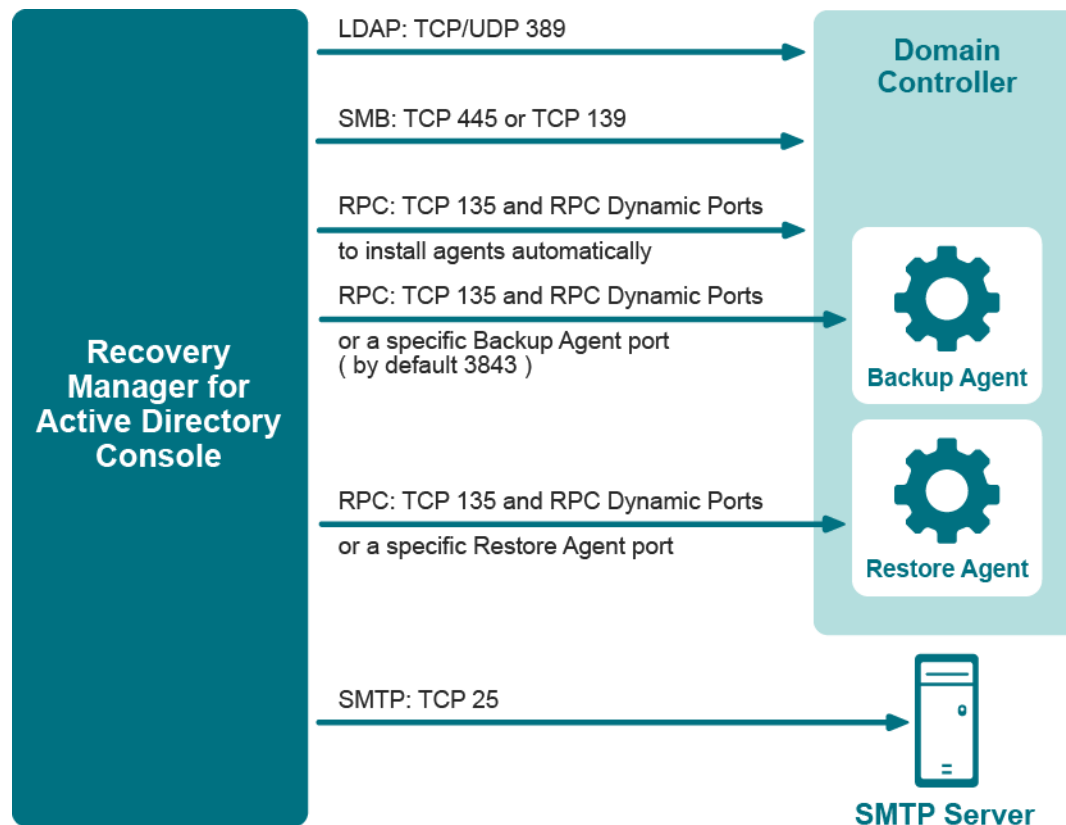 LDAP: TCP/UDP 389
Domain
Controller
SMB: TCP 445 or TCP 139
RPC: TCP 135 and RPC Dynamic Ports
to install agents automatically
RPC: TCP 135 and RPC Dynamic Ports
or a specific Backup Agent port
( by default 3843 )
Backup Agent
Recovery
Manager for
Active Directory
Console
RPC: TCP 135 and RPC Dynamic Ports
or a specific Restore Agent port
Restore Agent
SMTP: TCP 25
SMTP Server